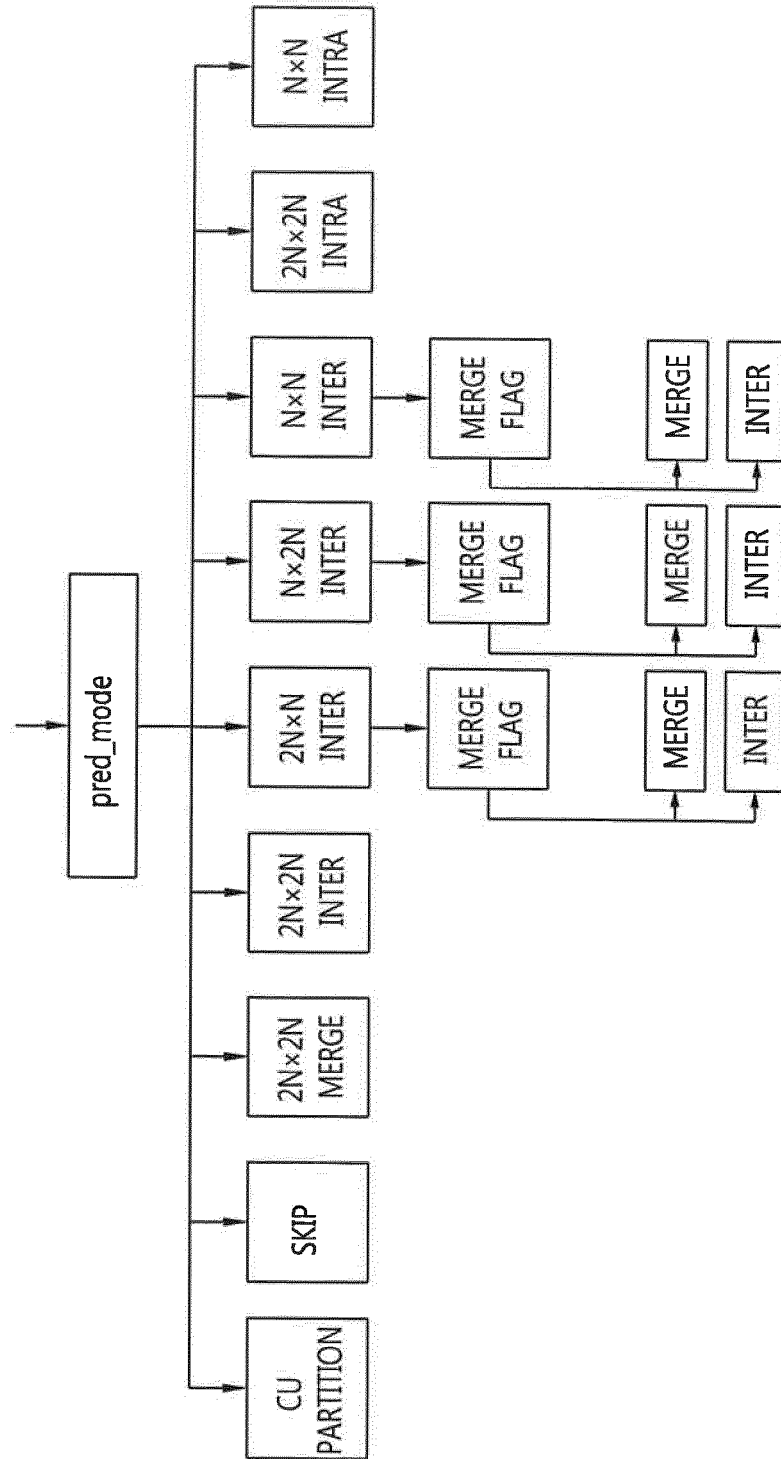 pred_mode
CU
PARTITION
SKIP
2N×2N
MERGE
2N×2N
INTER
2N×N
INTER
N×2N
INTER
N×N
INTER
2N×2N
INTRA
N×N
INTRA
MERGE
FLAG
MERGE
FLAG
MERGE
FLAG
MERGE
INTER
MERGE
INTER
MERGE
INTER